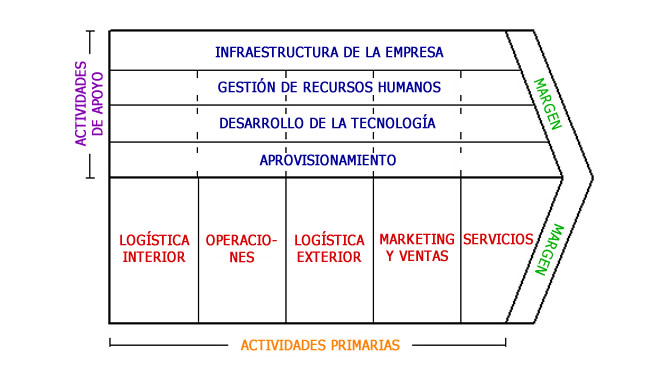 ACTIVIDADES
DE APOYO
INFRAESTRUCTURA DE LA EMPRESA
GESTIÓN DE RECURSOS HUMANOS
DESARROLLO DE LA TECNOLOGÍA
APROVISIONAMIENTO
MARGEN
LOGÍSTICA
INTERIOR
OPERACIO-
NES
LOGÍSTICA
EXTERIOR
MARKETING
Y VENTAS
SERVICIOS
MARGEN
ACTIVIDADES PRIMARIAS